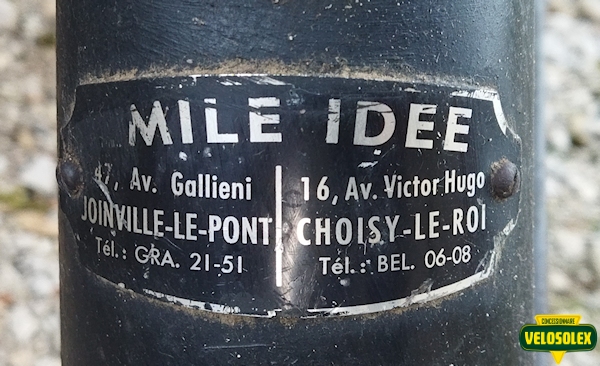 MILE IDEE
47, Av. Gallieni
JOINVILLE-LE-PONT
Tél.: GRA. 21-51
16, Av. Victor Hugo
CHOISY-LE-ROI
Tél.: BEL. 06-08
CONCESSIONNAIRE
VELOSOLEX